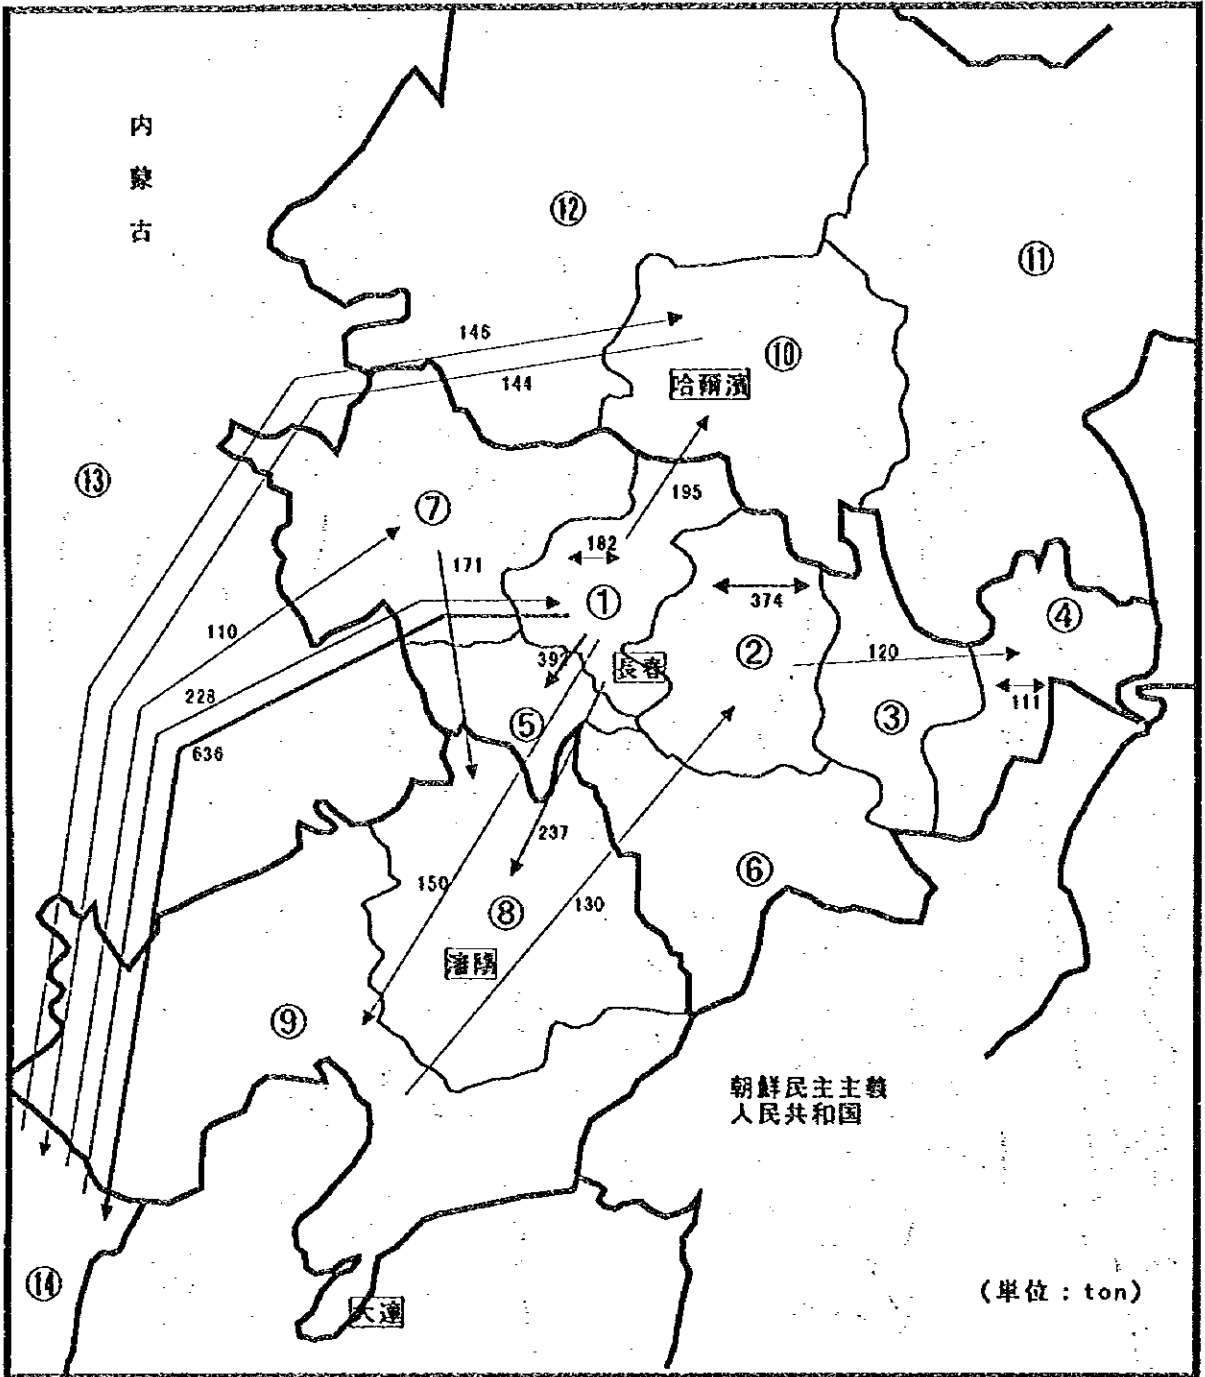 内
蒙
古
⑫
⑪
146
⑩
144
哈爾濱
⑬
195
⑦
182
171
①
374
④
110
392
長春
②
120
228
111
⑤
③
636
237
⑥
150
⑧
130
瀋陽
⑨
朝鮮民主主義
人民共和国
⑭
(単位:ton)
大連